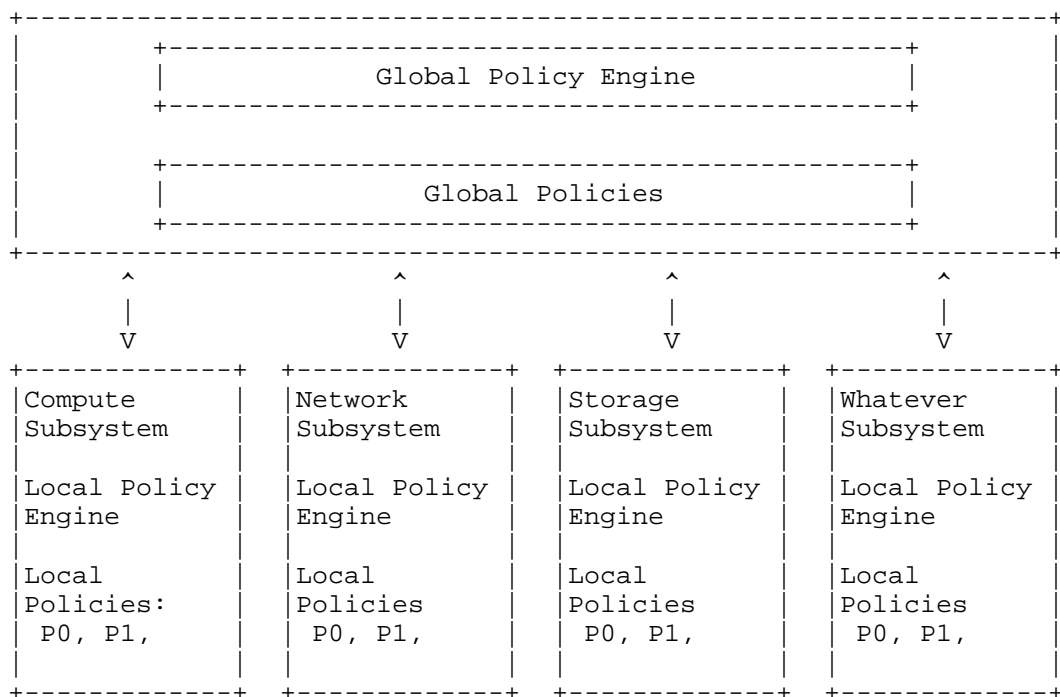 Global Policy Engine
Global Policies
Compute
Subsystem
Local Policy
Engine
Local
Policies:
P0, P1,
Network
Subsystem
Local Policy
Engine
Local
Policies
P0, P1,
Storage
Subsystem
Local Policy
Engine
Local
Policies
P0, P1,
Whatever
Subsystem
Local Policy
Engine
Local
Policies
P0, P1,